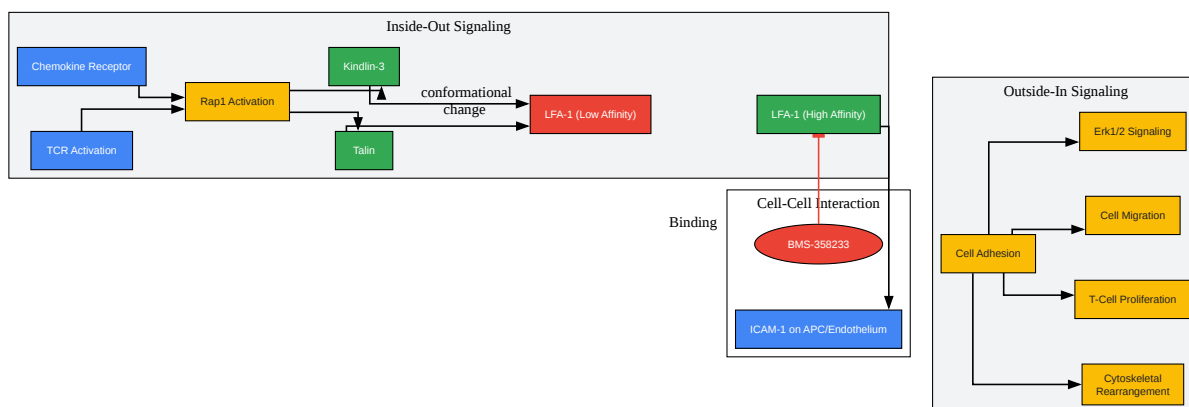 Inside-Out Signaling
Chemokine Receptor
Kindlin-3
Rap1 Activation
conformational
change
LFA-1 (Low Affinity)
LFA-1 (High Affinity)
TCR Activation
Talin
Binding
Cell-Cell Interaction
BMS-358233
ICAM-1 on APC/Endothelium
Outside-In Signaling
Erk1/2 Signaling
Cell Migration
Cell Adhesion
T-Cell Proliferation
Cytoskeletal
Rearrangement